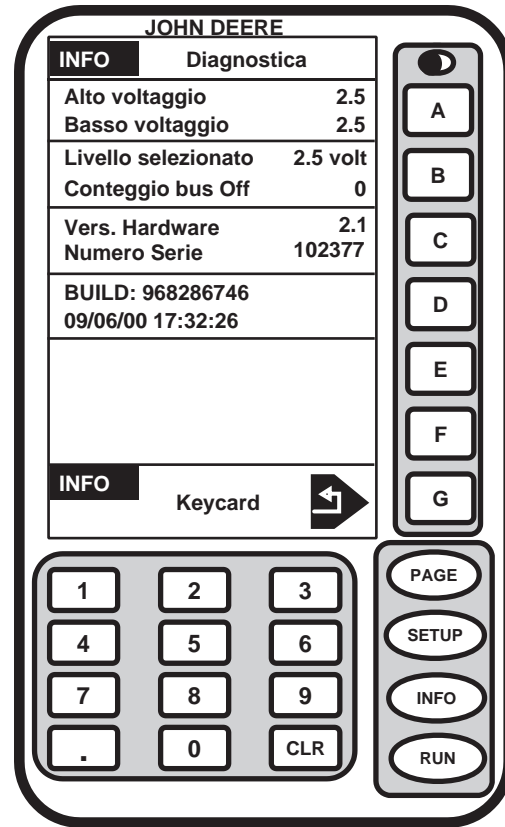 JOHN DEERE
INFO Diagnostica
Alto voltaggio 2.5
Basso voltaggio 2.5
Livello selezionato 2.5 volt
Conteggio bus Off 0
Vers. Hardware 2.1
Numero Serie 102377
BUILD: 968286746
09/06/00 17:32:26
INFO
Keycard
A
B
C
D
E
F
G
1 2 3
4 5 6
7 8 9
. 0 CLR
PAGE
SETUP
INFO
RUN